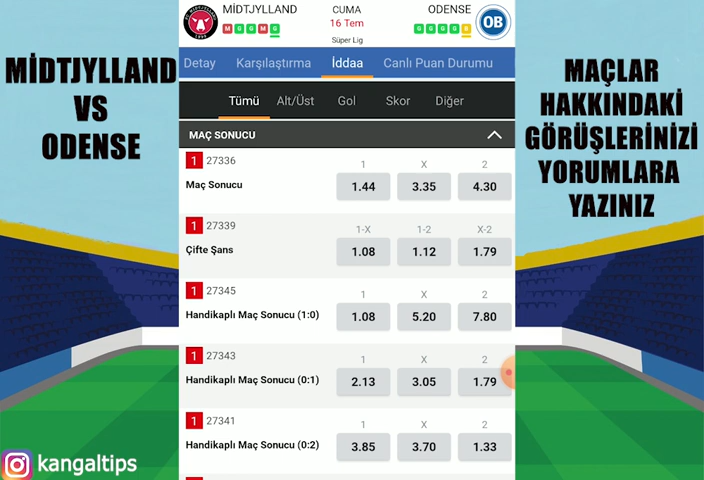 MİDTJYLLAND
VS
ODENSE
MİDTJYLLAND
M G G M G
CUMA
16 Tem
Süper Lig
ODENSE
G G G G B
OB
Detay Karşılaştırma İddaa Canlı Puan Durumu
Tümü Alt/Üst Gol Skor Diğer
MAÇ SONUCU
1 27336
Maç Sonucu
1 X 2
1.44 3.35 4.30
1 27339
Çifte Şans
1-X 1-2 X-2
1.08 1.12 1.79
1 27345
Handikaplı Maç Sonucu (1:0)
1 X 2
1.08 5.20 7.80
1 27343
Handikaplı Maç Sonucu (0:1)
1 X 2
2.13 3.05 1.79
1 27341
Handikaplı Maç Sonucu (0:2)
1 X 2
3.85 3.70 1.33
MAÇLAR
HAKKINDAKİ
GÖRÜŞLERİNİZİ
YORUMLARA
YAZINIZ
kangaltips